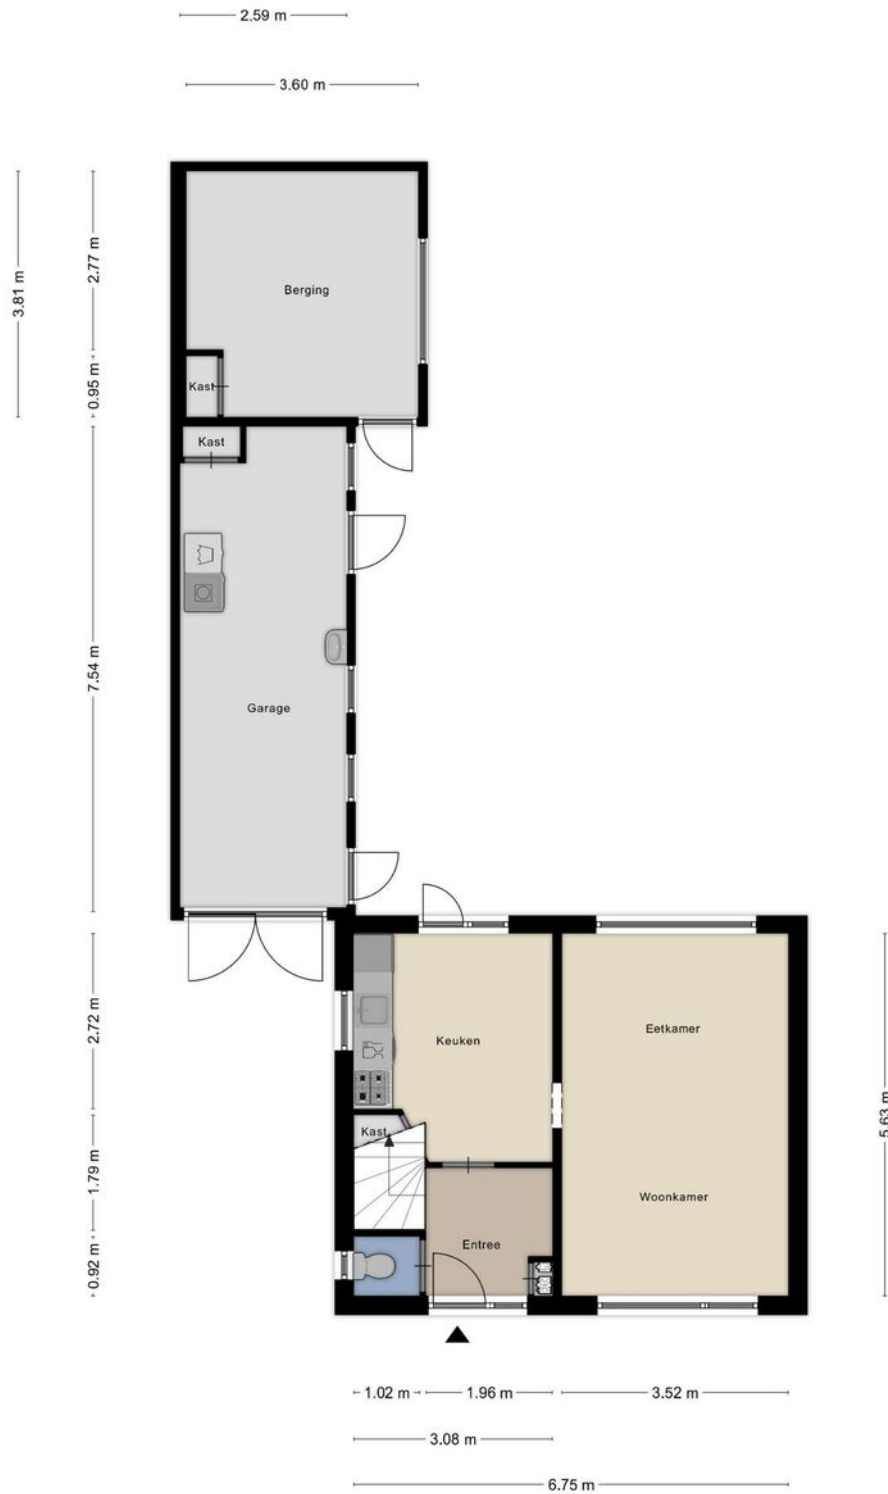 2.59 m
3.60 m
3.81 m
2.77 m
Berging
0.95 m
Kast
Kast
7.54 m
Garage
2.72 m
Keuken
Eetkamer
5.63 m
Kast
1.79 m
Woonkamer
Entree
0.92 m
1.02 m
1.96 m
3.52 m
3.08 m
6.75 m